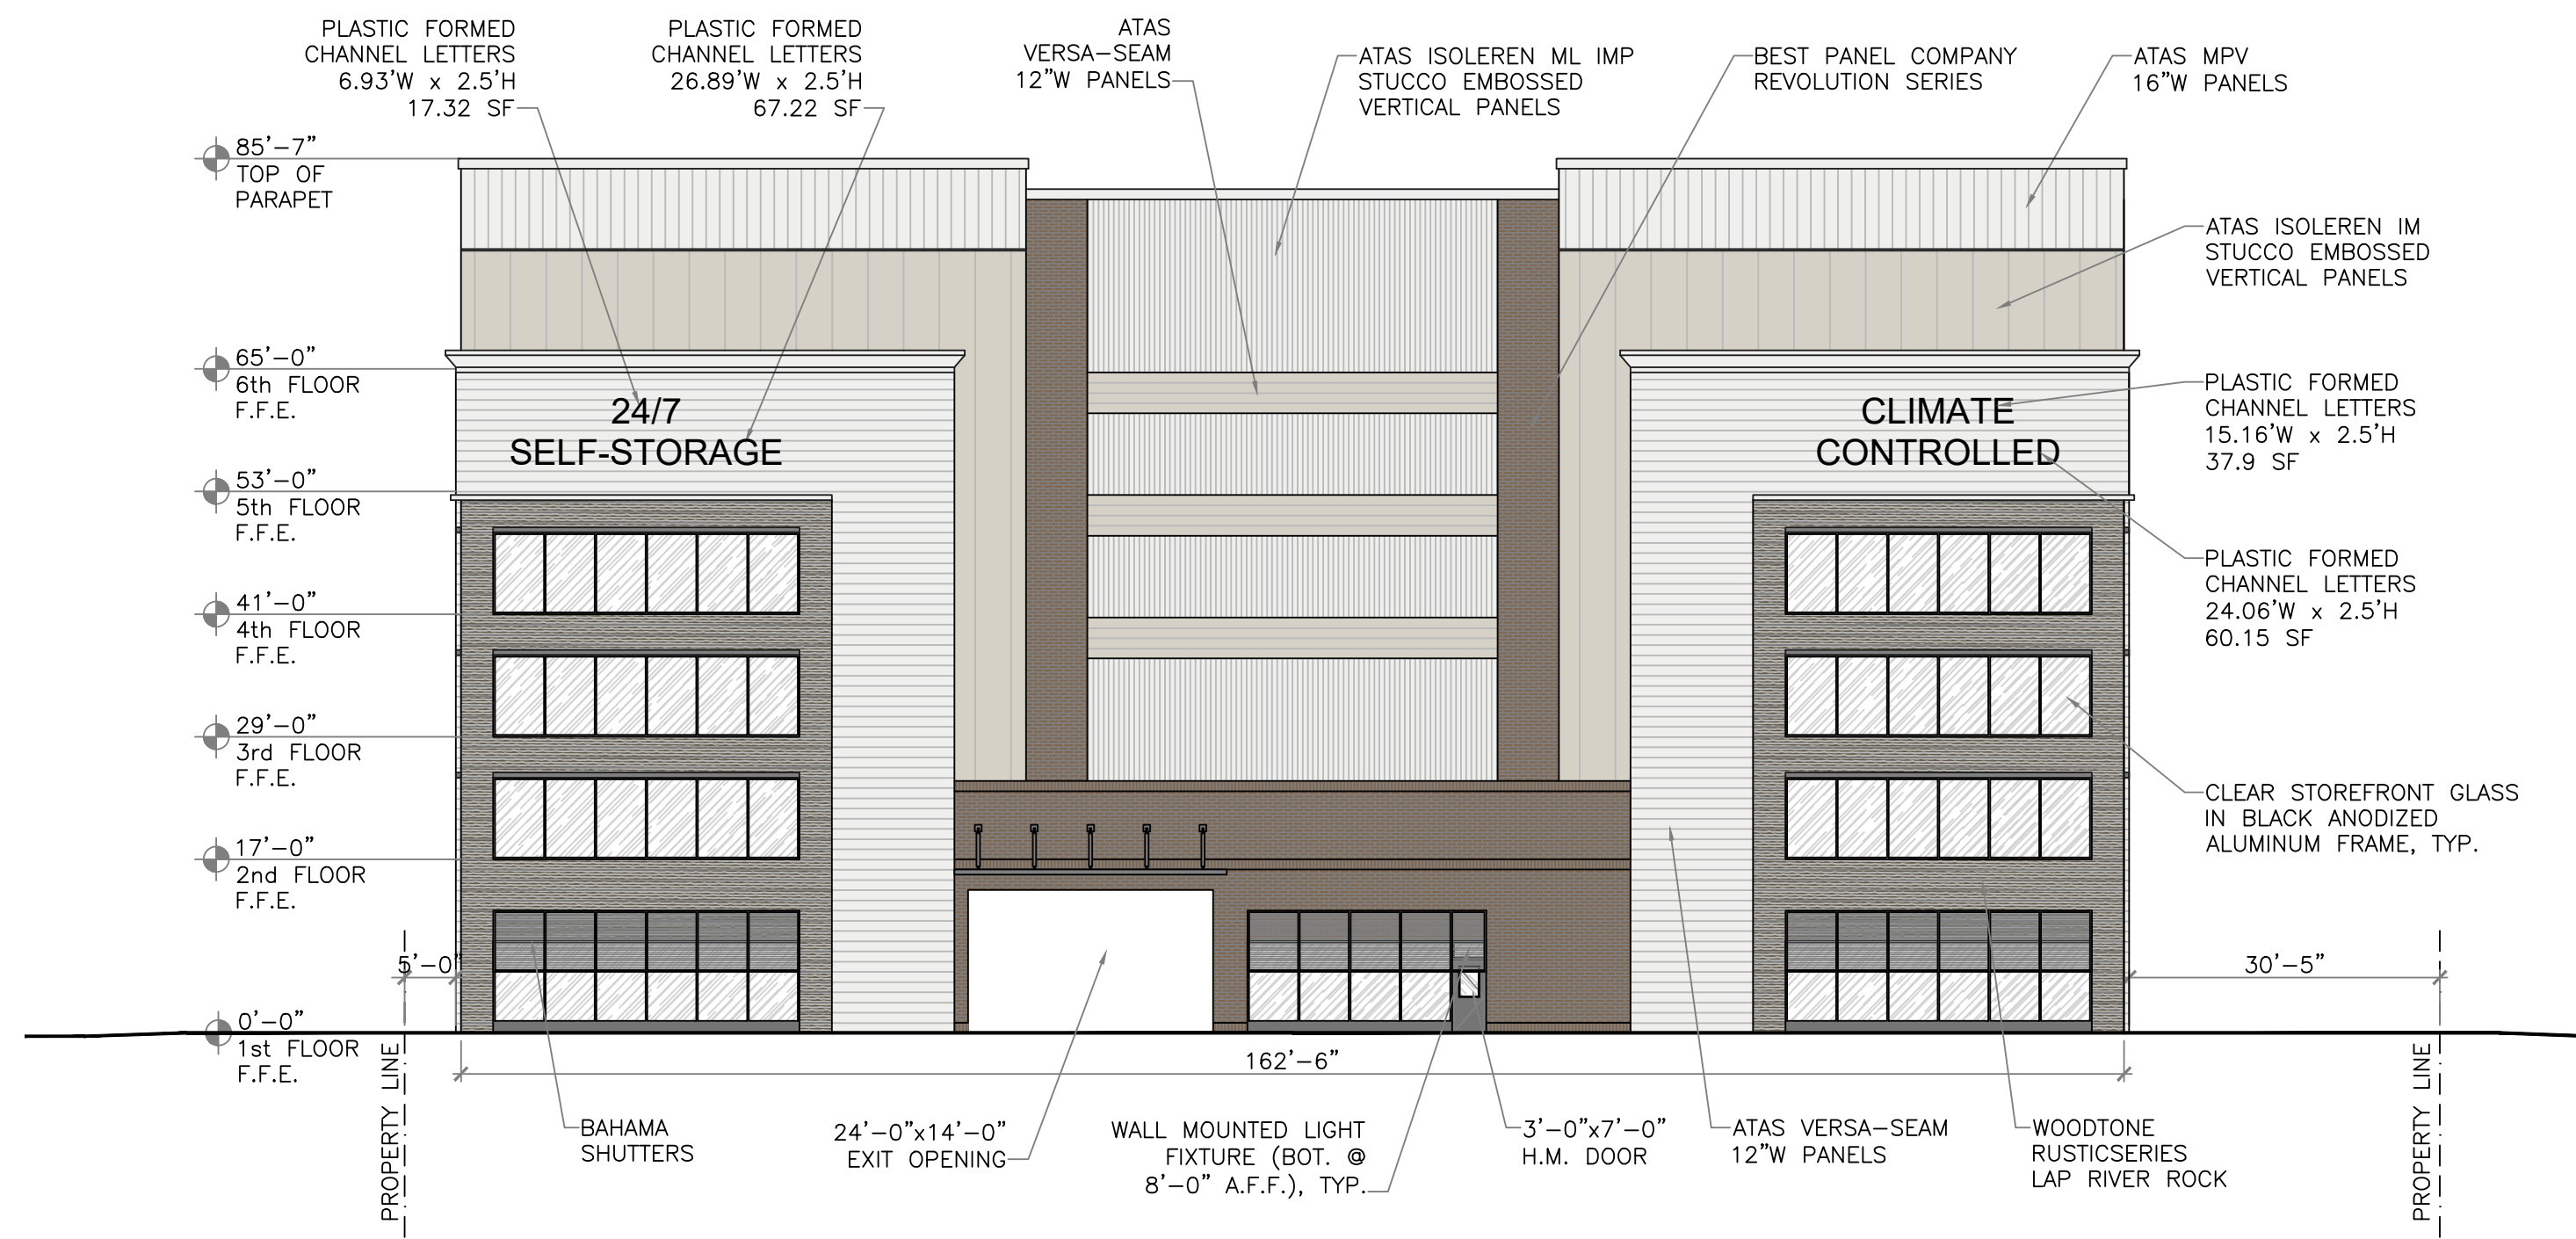 PLASTIC FORMED
CHANNEL LETTERS
6.93'W x 2.5'H
17.32 SF
PLASTIC FORMED
CHANNEL LETTERS
26.89'W x 2.5'H
67.22 SF
ATAS
VERSA-SEAM
12"W PANELS
ATAS ISOLEREN ML IMP
STUCCO EMBOSSED
VERTICAL PANELS
BEST PANEL COMPANY
REVOLUTION SERIES
ATAS MPV
16"W PANELS
85'-7"
TOP OF
PARAPET
ATAS ISOLEREN IM
STUCCO EMBOSSED
VERTICAL PANELS
65'-0"
6th FLOOR
F.F.E.
24/7
SELF-STORAGE
CLIMATE
CONTROLLED
PLASTIC FORMED
CHANNEL LETTERS
15.16'W x 2.5'H
37.9 SF
53'-0"
5th FLOOR
F.F.E.
PLASTIC FORMED
CHANNEL LETTERS
24.06'W x 2.5'H
60.15 SF
41'-0"
4th FLOOR
F.F.E.
29'-0"
3rd FLOOR
F.F.E.
CLEAR STOREFRONT GLASS
IN BLACK ANODIZED
ALUMINUM FRAME, TYP.
17'-0"
2nd FLOOR
F.F.E.
5'-0"
30'-5"
0'-0"
1st FLOOR
F.F.E.
162'-6"
PROPERTY LINE
PROPERTY LINE
BAHAMA
SHUTTERS
24'-0"x14'-0"
EXIT OPENING
WALL MOUNTED LIGHT
FIXTURE (BOT. @
8'-0" A.F.F.), TYP.
3'-0"x7'-0"
H.M. DOOR
ATAS VERSA-SEAM
12"W PANELS
WOODTONE
RUSTICSERIES
LAP RIVER ROCK